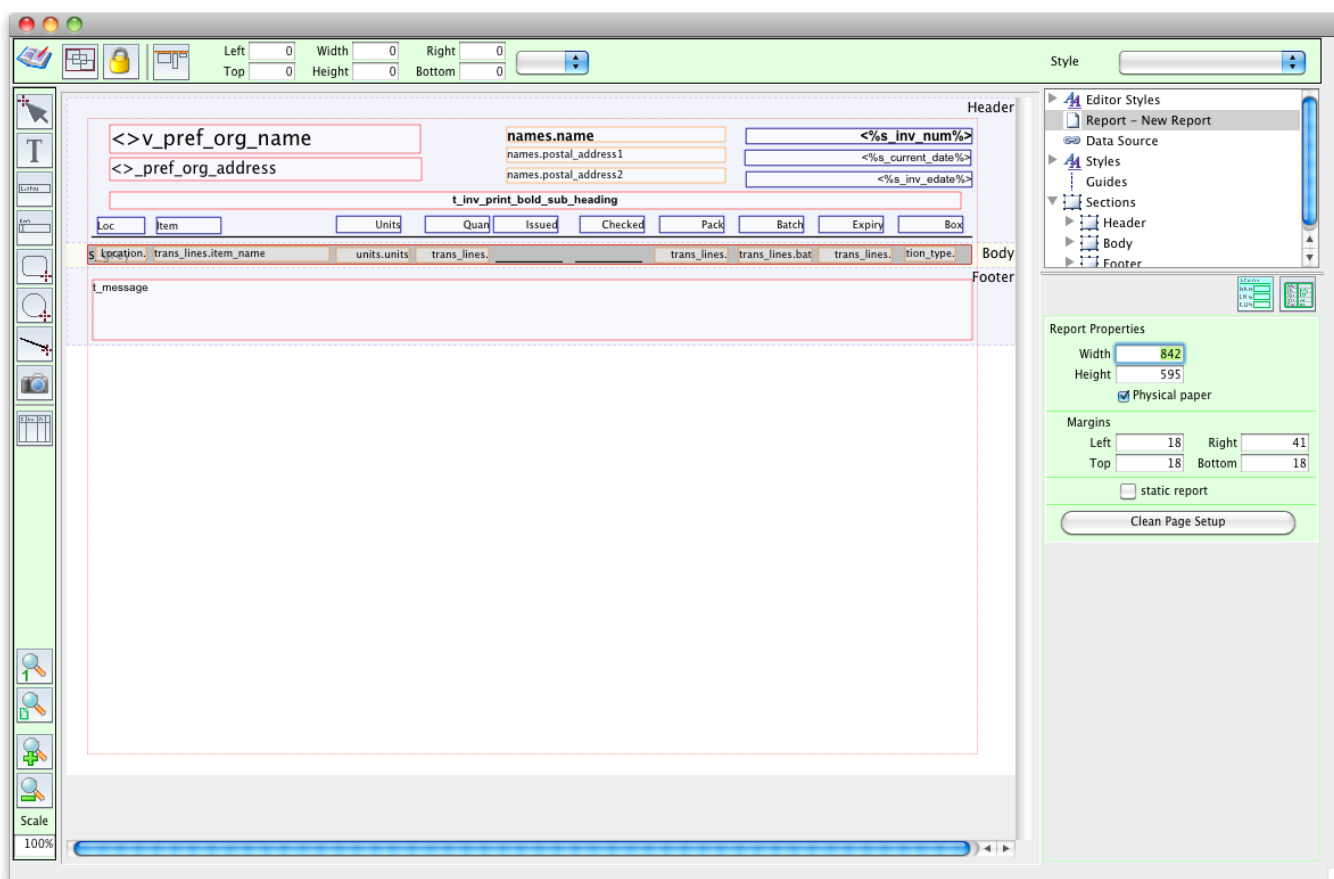 Left 0 Width 0 Right 0
Top 0 Height 0 Bottom 0
Style
T
Scale
100%
Header
<>v_pref_org_name
<>_pref_org_address
names.name
names.postal_address1
names.postal_address2
<%s_inv_num%>
<%s_current_date%>
<%s_inv_edate%>
t_inv_print_bold_sub_heading
Loc Item Units Quan Issued Checked Pack Batch Expiry Box
Location. trans_lines.item_name units.units trans_lines. trans_lines. trans_lines.bat trans_lines. tion_type. Body
Footer
t_message
Editor Styles
Report – New Report
Data Source
Styles
Guides
Sections
Header
Body
Footer
Report Properties
Width 842
Height 595
Physical paper
Margins
Left 18 Right 41
Top 18 Bottom 18
static report
Clean Page Setup